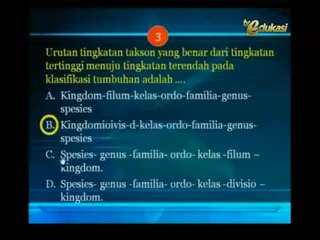 tv edukasi
3
Urutan tingkatan takson yang benar dari tingkatan
tertinggi menuju tingkatan terendah pada
klasifikasi tumbuhan adalah ....
A. Kingdom-filum-kelas-ordo-familia-genus-
spesies
B. Kingdomioivis-d-kelas-ordo-familia-genus-
spesies
C. Spesies- genus -familia- ordo- kelas -filum –
kingdom.
D. Spesies- genus -familia- ordo- kelas -divisio –
kingdom.